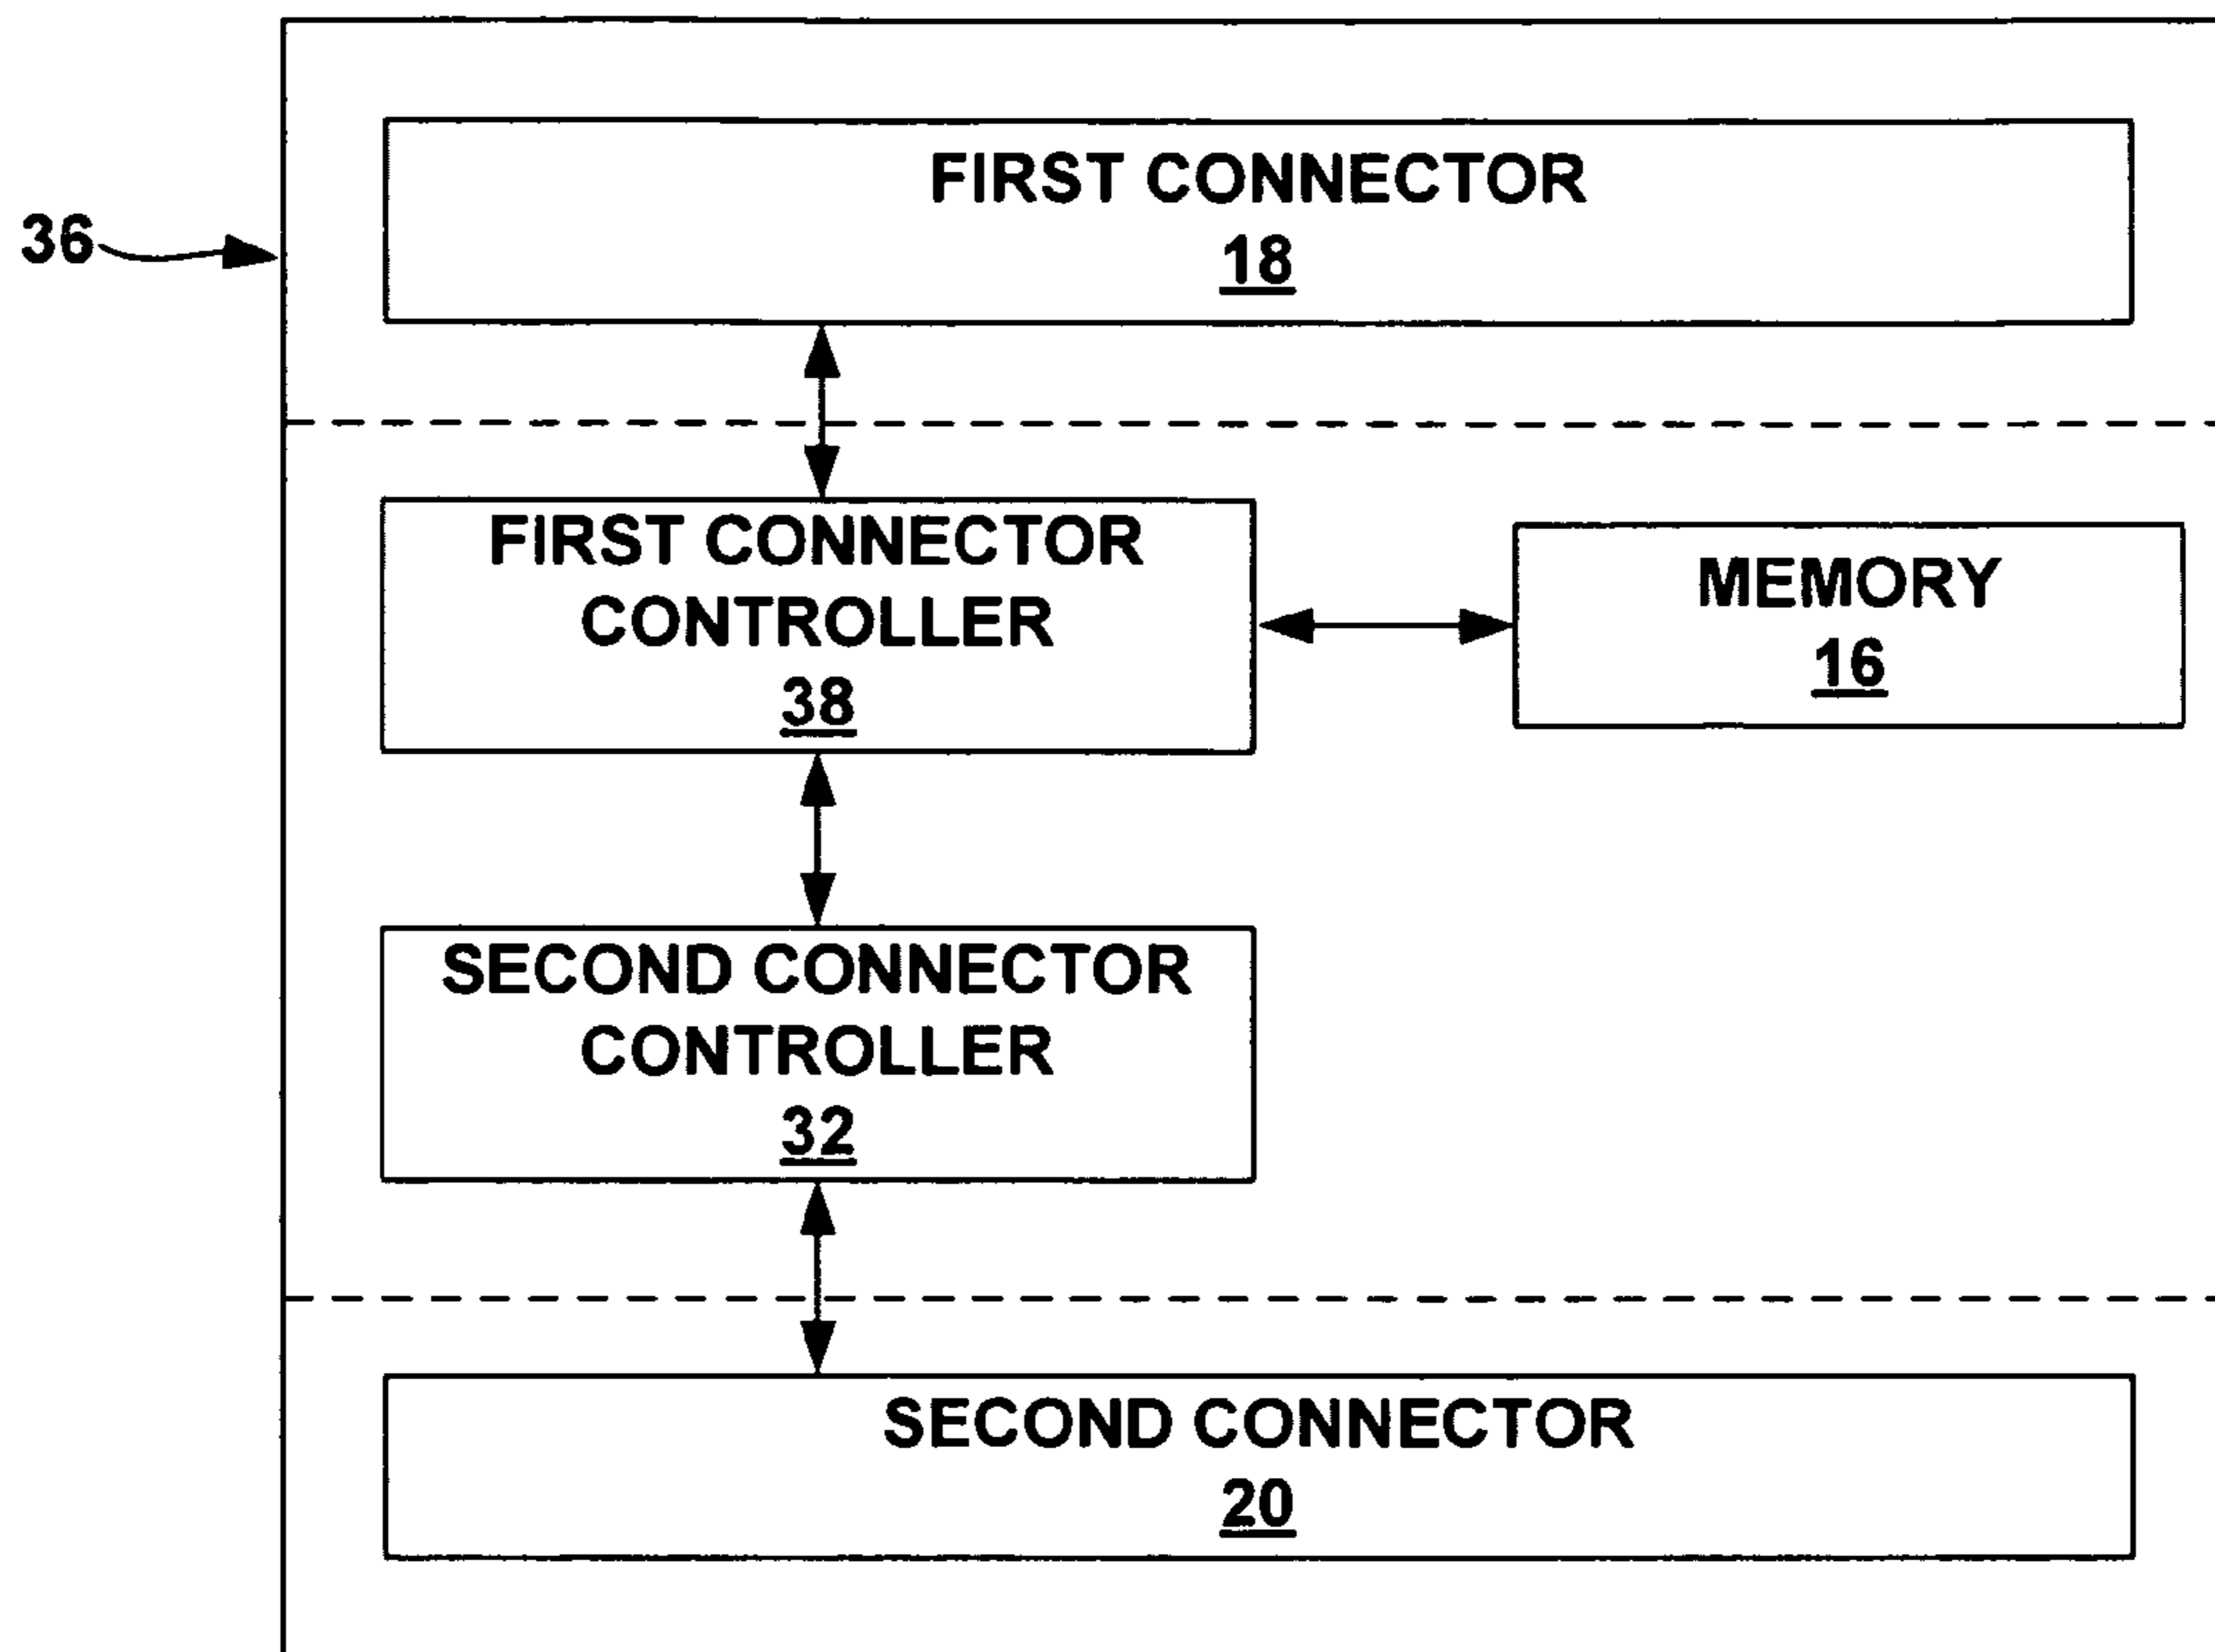 FIRST CONNECTOR
18
36
FIRST CONNECTOR
CONTROLLER
38
MEMORY
16
SECOND CONNECTOR
CONTROLLER
32
SECOND CONNECTOR
20